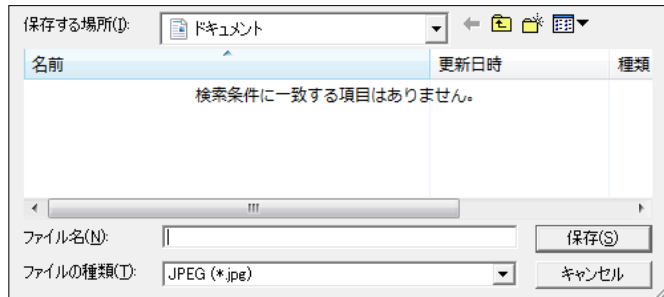 保存する場所(I):
ドキュメント
名前 更新日時 種類
検索条件に一致する項目はありません。
ファイル名(N):
保存(S)
ファイルの種類(T):
JPEG (*.jpg)
キャンセル